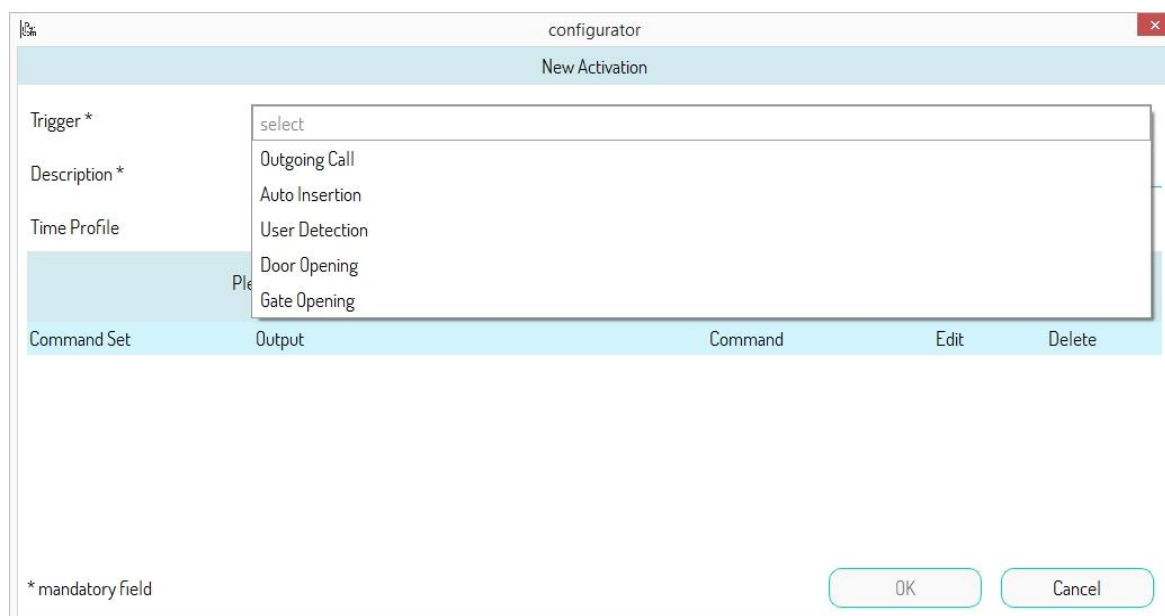 configurator
New Activation
Trigger *
select
Outgoing Call
Description *
Auto Insertion
User Detection
Time Profile
Door Opening
Gate Opening
Command Set Output Command Edit Delete
* mandatory field OK Cancel